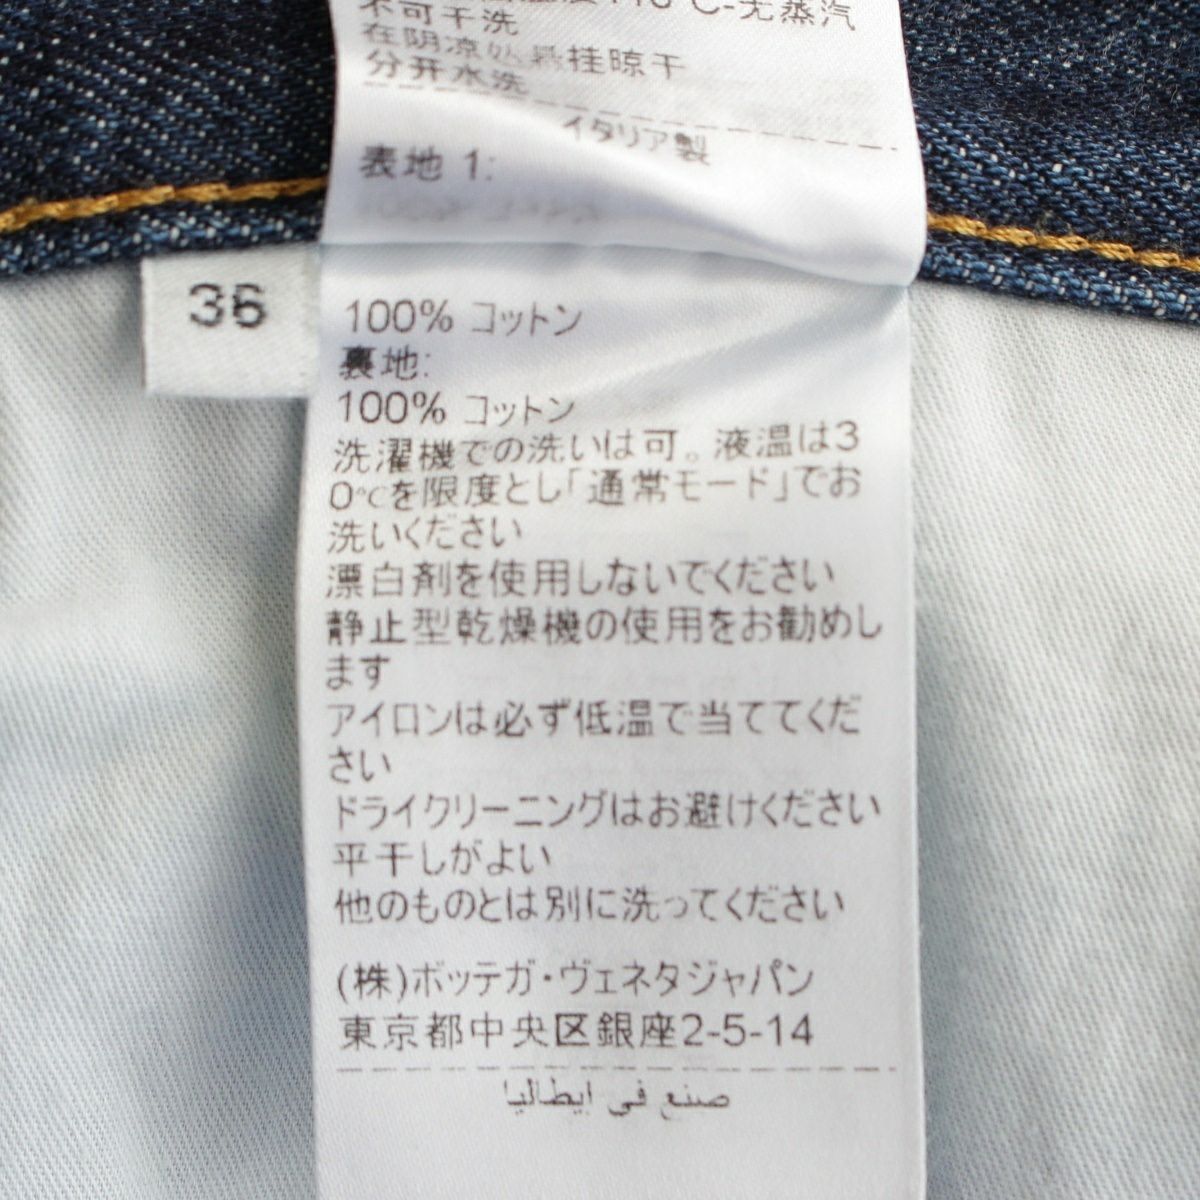 110°C-无蒸汽
不可干洗
在阴凉处悬挂晾干
分开水洗
イタリア製
表地 1:
36
100% コットン
裏地:
100% コットン
洗濯機での洗いは可。液温は3
0℃を限度とし「通常モード」でお
洗いください
漂白剤を使用しないでください
静止型乾燥機の使用をお勧めし
ます
アイロンは必ず低温で当ててくだ
さい
ドライクリーニングはお避けください
平干しがよい
他のものとは別に洗ってください
(株)ボッテガ・ヴェネタジャパン
東京都中央区銀座2-5-14
صنع في ايطاليا